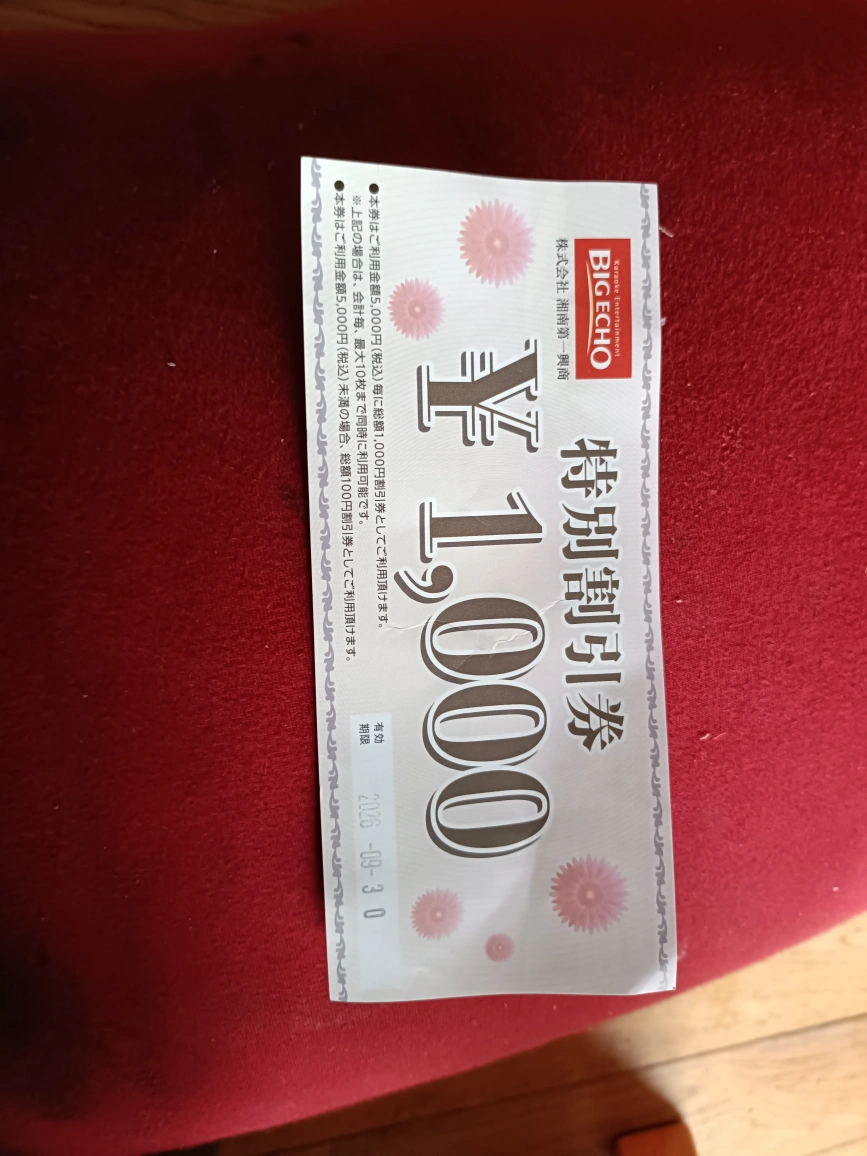 Karaoke Entertainment
BIG ECHO
株式会社 湘南第一興商
特別割引券
¥1,000
●本券はご利用金額5,000円(税込)毎に総額1,000円割引券としてご利用頂けます。
※上記の場合は、会計毎、最大10枚まで同時に利用可能です。
●本券はご利用金額5,000円(税込)未満の場合、総額100円割引券としてご利用頂けます。
有効
期限
2026-09-30